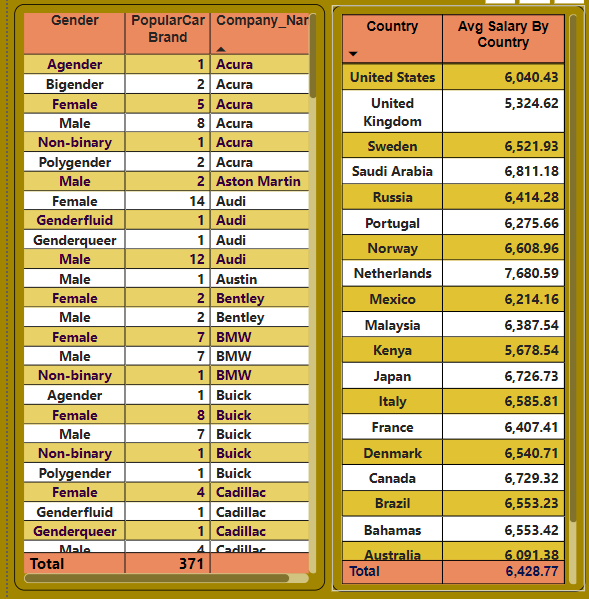 Gender PopularCar Brand Company_Nar
Agender 1 Acura
Bigender 2 Acura
Female 5 Acura
Male 8 Acura
Non-binary 1 Acura
Polygender 2 Acura
Male 2 Aston Martin
Female 14 Audi
Genderfluid 1 Audi
Genderqueer 1 Audi
Male 12 Audi
Male 1 Austin
Female 2 Bentley
Male 2 Bentley
Female 7 BMW
Male 7 BMW
Non-binary 1 BMW
Agender 1 Buick
Female 8 Buick
Male 7 Buick
Non-binary 1 Buick
Polygender 1 Buick
Female 4 Cadillac
Genderfluid 1 Cadillac
Genderqueer 1 Cadillac
Male 4 Cadillac
Total 371
Country Avg Salary By Country
United States 6,040.43
United Kingdom 5,324.62
Sweden 6,521.93
Saudi Arabia 6,811.18
Russia 6,414.28
Portugal 6,275.66
Norway 6,608.96
Netherlands 7,680.59
Mexico 6,214.16
Malaysia 6,387.54
Kenya 5,678.54
Japan 6,726.73
Italy 6,585.81
France 6,407.41
Denmark 6,540.71
Canada 6,729.32
Brazil 6,553.23
Bahamas 6,553.42
Australia 6,091.38
Total 6,428.77